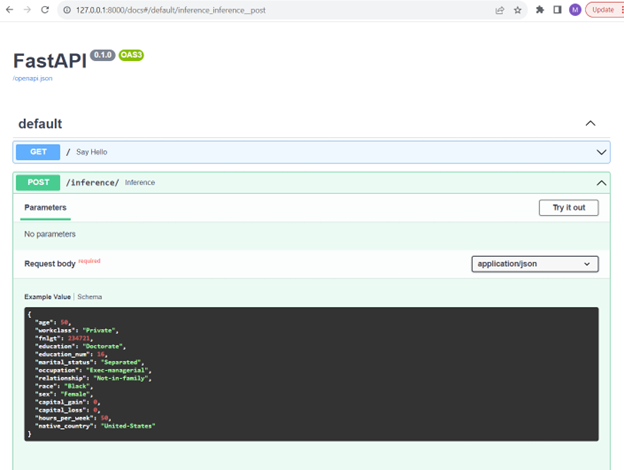 127.0.0.1:8000/docs#/default/inference_inference__post
M
Update
FastAPI 0.1.0 OAS3
/openapi.json
default
GET / Say Hello
POST /inference/ Inference
Parameters
Try it out
No parameters
Request body required
application/json
Example Value | Schema
{
"age": 50,
"workclass": "Private",
"fnlgt": 234721,
"education": "Doctorate",
"education_num": 16,
"marital_status": "Separated",
"occupation": "Exec-managerial",
"relationship": "Not-in-family",
"race": "Black",
"sex": "Female",
"capital_gain": 0,
"capital_loss": 0,
"hours_per_week": 50,
"native_country": "United-States"
}